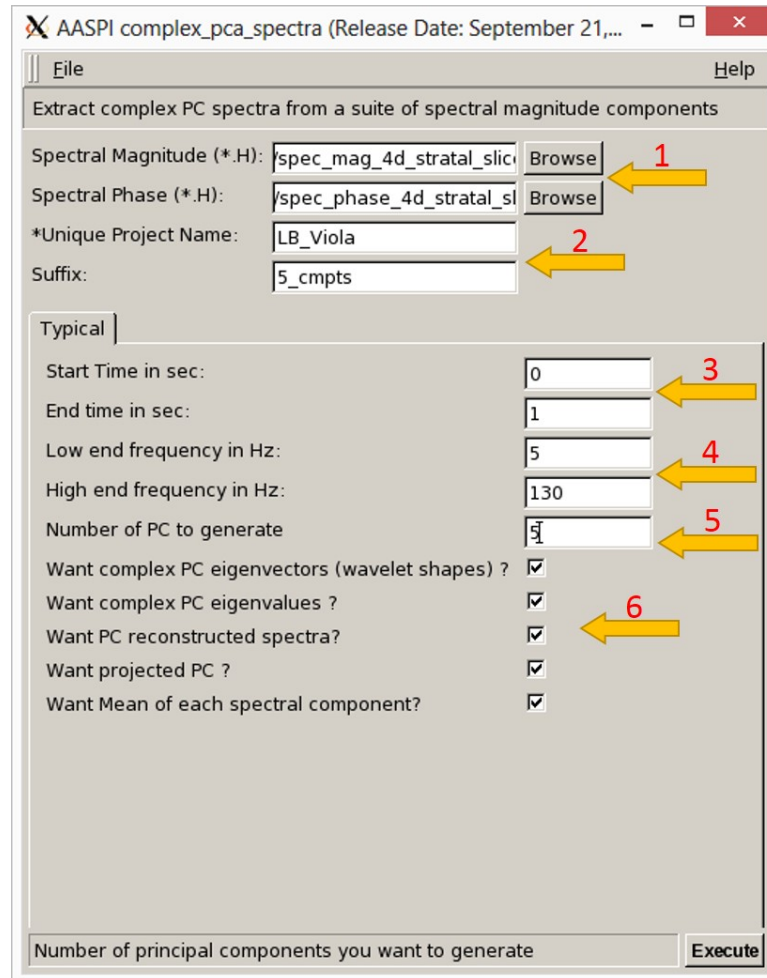 AASPI complex_pca_spectra (Release Date: September 21,...
File Help
Extract complex PC spectra from a suite of spectral magnitude components
Spectral Magnitude (*.H): /spec_mag_4d_stratal_slic Browse 1
Spectral Phase (*.H): /spec_phase_4d_stratal_sl Browse
*Unique Project Name: LB_Viola 2
Suffix: 5_cmpts
Typical
Start Time in sec: 0 3
End time in sec: 1
Low end frequency in Hz: 5 4
High end frequency in Hz: 130
Number of PC to generate 5 5
Want complex PC eigenvectors (wavelet shapes) ?
Want complex PC eigenvalues ? 6
Want PC reconstructed spectra?
Want projected PC ?
Want Mean of each spectral component?
Number of principal components you want to generate Execute